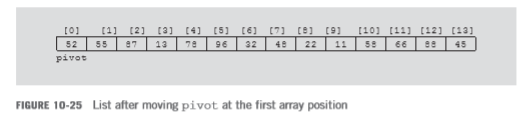 [0] [1] [2] [3] [4] [5] [6] [7] [8] [9] [10] [11] [12] [13]
52 55 87 13 78 96 32 48 22 11 58 66 88 45
pivot
FIGURE 10-25 List after moving pivot at the first array position